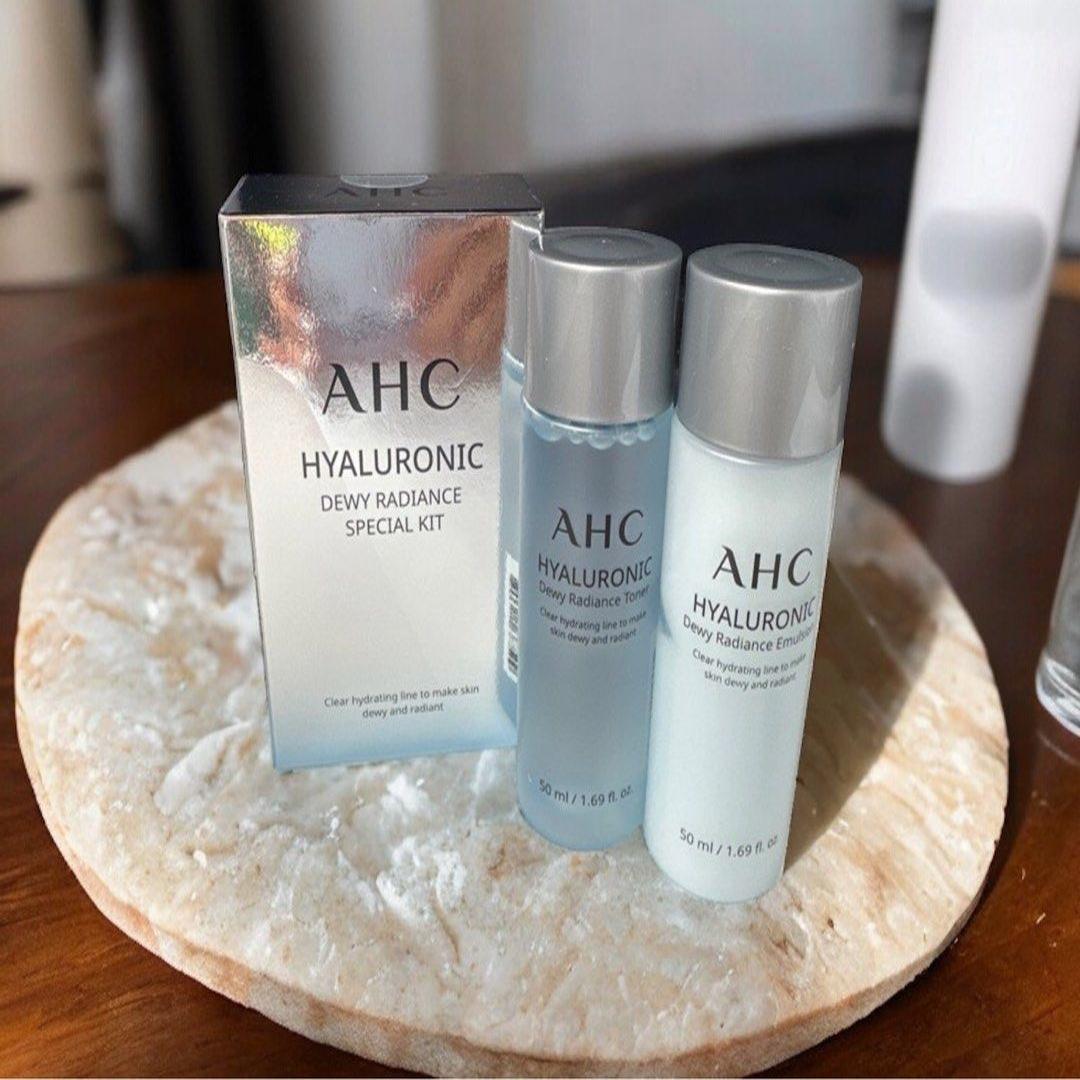 AHC
AHC
HYALURONIC
DEWY RADIANCE
SPECIAL KIT
Clear hydrating line to make skin
dewy and radiant
AHC
HYALURONIC
Dewy Radiance Toner
Clear hydrating line to make
skin dewy and radiant
50 ml / 1.69 fl. oz.
AHC
HYALURONIC
Dewy Radiance Emulsion
Clear hydrating line to make
skin dewy and radiant
50 ml / 1.69 fl. oz